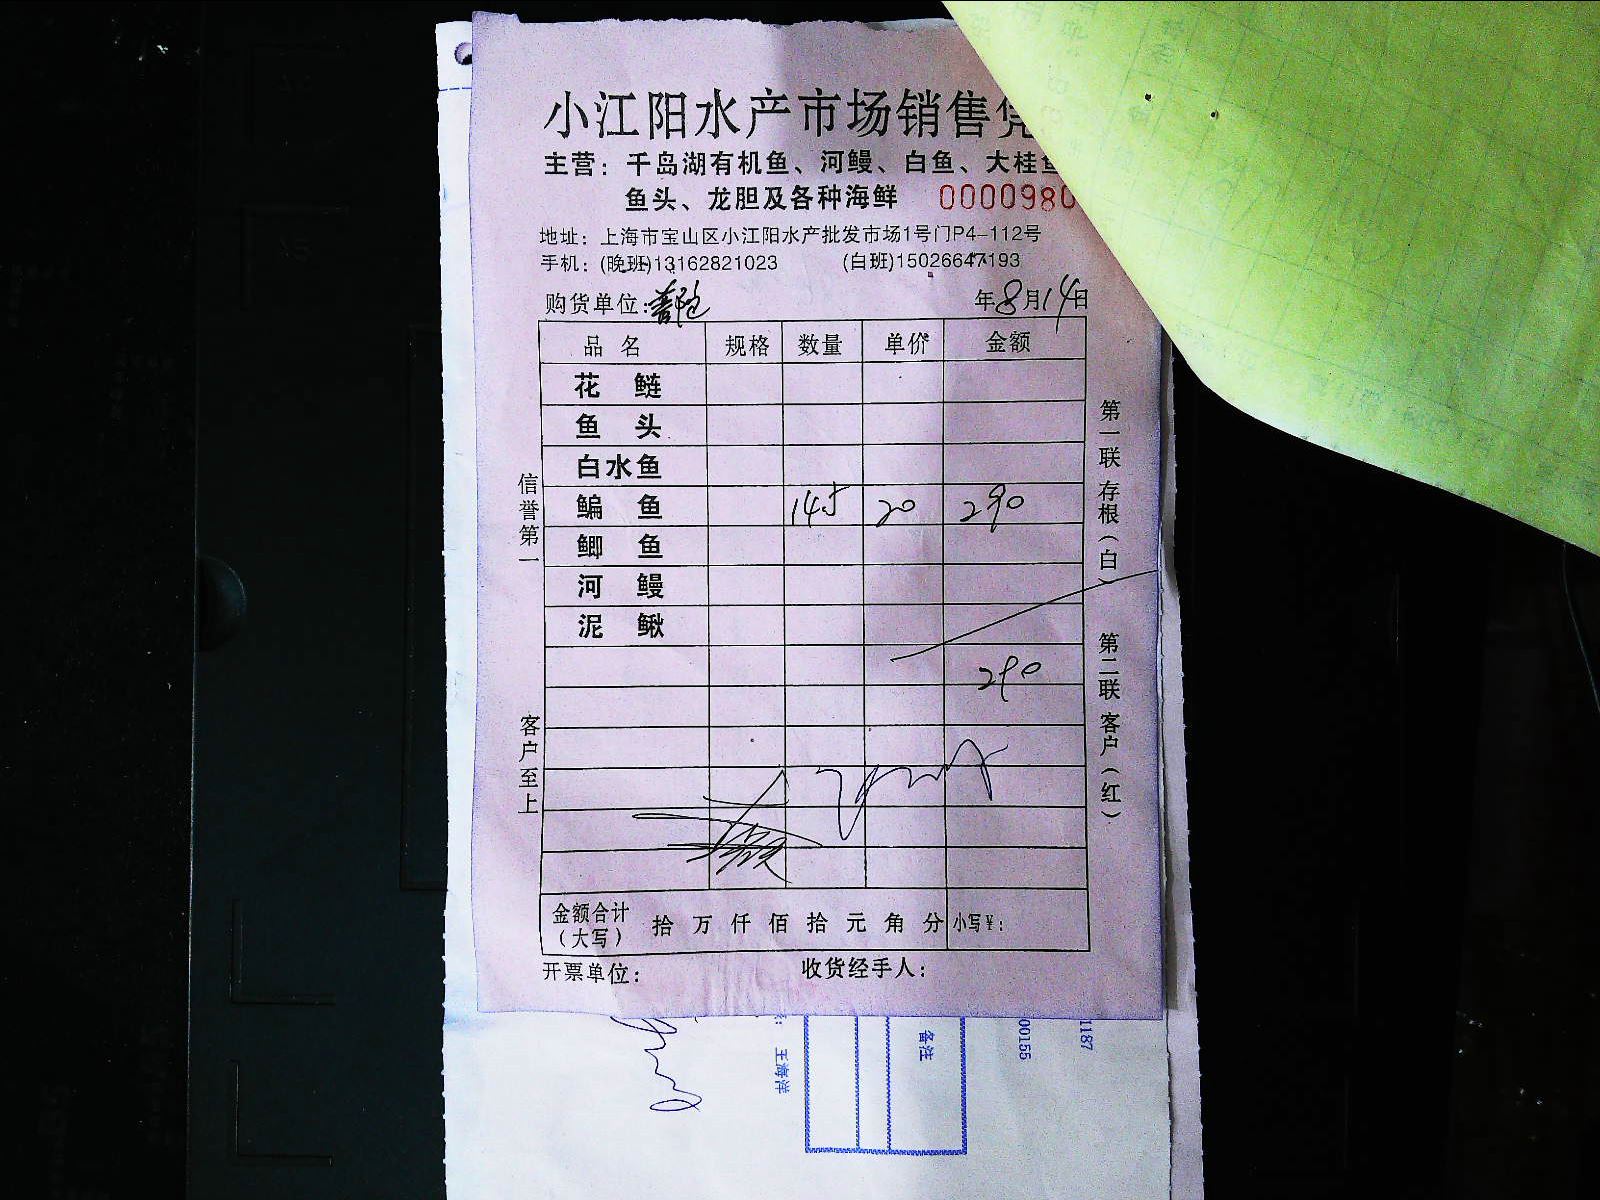 小江阳水产市场销售凭
主营：千岛湖有机鱼、河鳗、白鱼、大桂鱼
鱼头、龙胆及各种海鲜 0000980
地址：上海市宝山区小江阳水产批发市场1号门P4-112号
手机：(晚班)13162821023 (白班)15026647193
购货单位： 年8月14日
品名 规格 数量 单价 金额
花鲢
鱼头
白水鱼
鳊鱼 145 20 290
鲫鱼
河鳗
泥鳅
290
金额合计（大写） 拾 万 仟 佰 拾 元 角 分 小写¥：
开票单位： 收货经手人：
信誉第一
客户至上
第一联 存根（白）
第二联 客户（红）
备注
王海洋
00155
1187